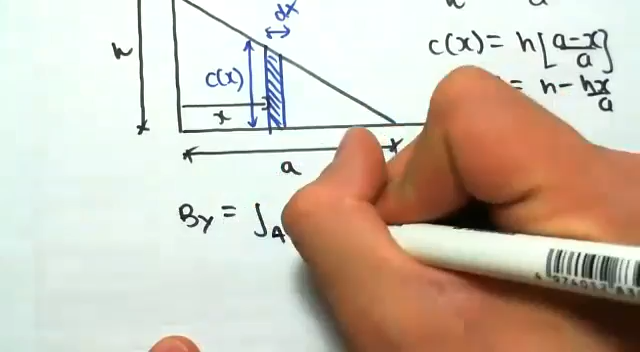 dx
h
c(x)
x
a
c(x) = h[a-x/a]
= h - hx/a
By = ∫A